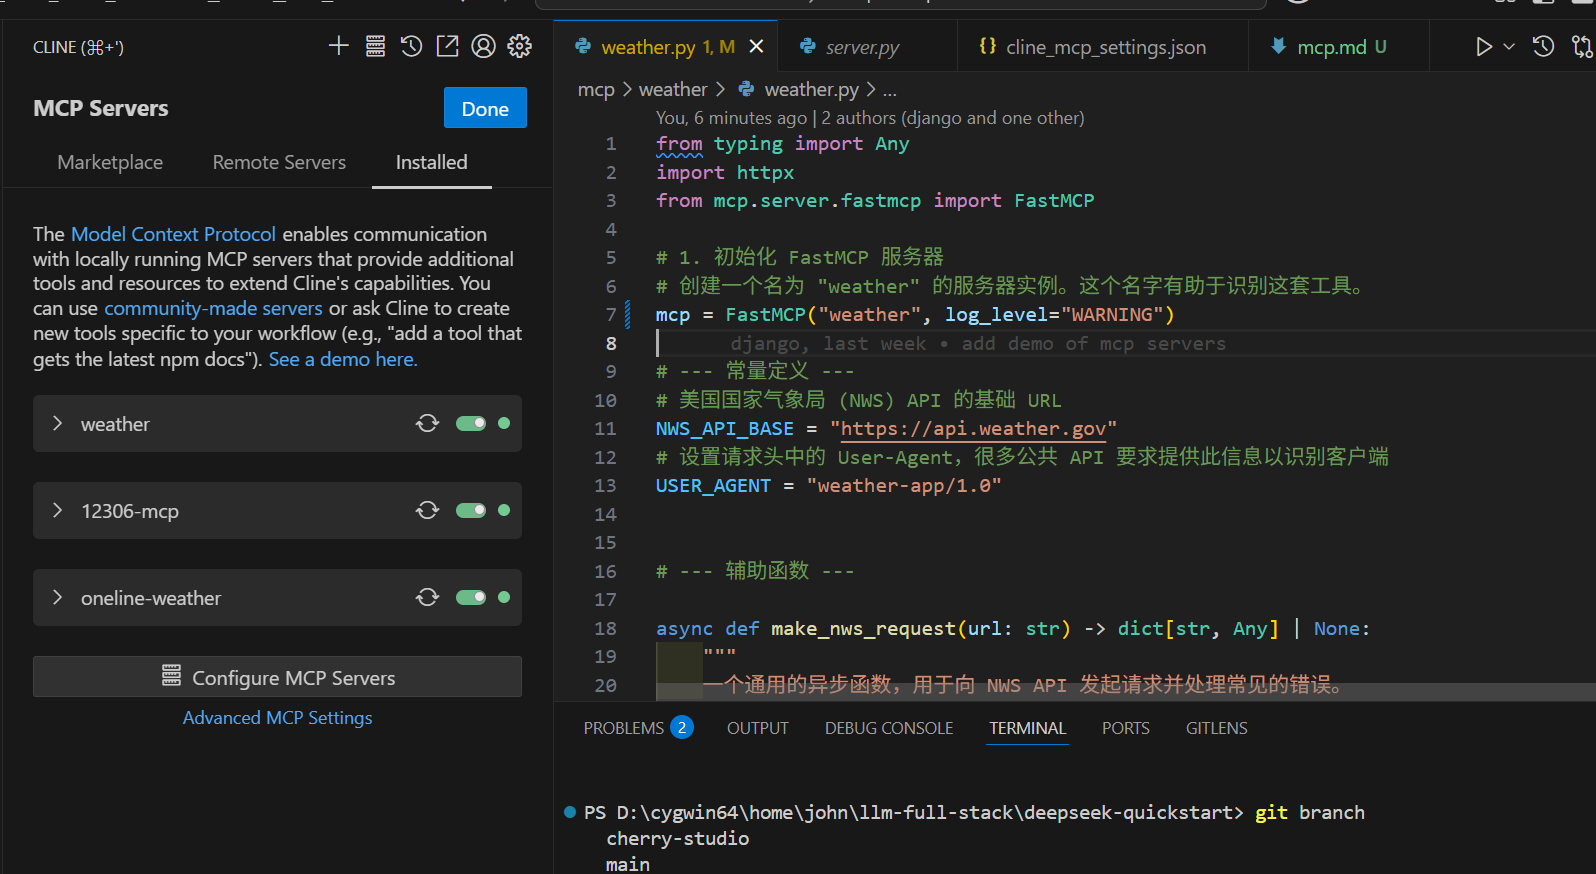 CLINE (⌘+')
MCP Servers
Done
Marketplace
Remote Servers
Installed
The Model Context Protocol enables communication
with locally running MCP servers that provide additional
tools and resources to extend Cline's capabilities. You
can use community-made servers or ask Cline to create
new tools specific to your workflow (e.g., "add a tool that
gets the latest npm docs"). See a demo here.
weather
12306-mcp
oneline-weather
Configure MCP Servers
Advanced MCP Settings
weather.py 1, M
server.py
{} cline_mcp_settings.json
mcp.md U
mcp > weather > weather.py > ...
You, 6 minutes ago | 2 authors (django and one other)
1 from typing import Any
2 import httpx
3 from mcp.server.fastmcp import FastMCP
4
5 # 1. 初始化 FastMCP 服务器
6 # 创建一个名为 "weather" 的服务器实例。这个名字有助于识别这套工具。
7 mcp = FastMCP("weather", log_level="WARNING")
8 django, last week • add demo of mcp servers
9 # --- 常量定义 ---
10 # 美国国家气象局 (NWS) API 的基础 URL
11 NWS_API_BASE = "https://api.weather.gov"
12 # 设置请求头中的 User-Agent，很多公共 API 要求提供此信息以识别客户端
13 USER_AGENT = "weather-app/1.0"
14
15
16 # --- 辅助函数 ---
17
18 async def make_nws_request(url: str) -> dict[str, Any] | None:
19 """
20 一个通用的异步函数，用于向 NWS API 发起请求并处理常见的错误。
PROBLEMS 2
OUTPUT
DEBUG CONSOLE
TERMINAL
PORTS
GITLENS
PS D:\cygwin64\home\john\llm-full-stack\deepseek-quickstart> git branch
cherry-studio
main